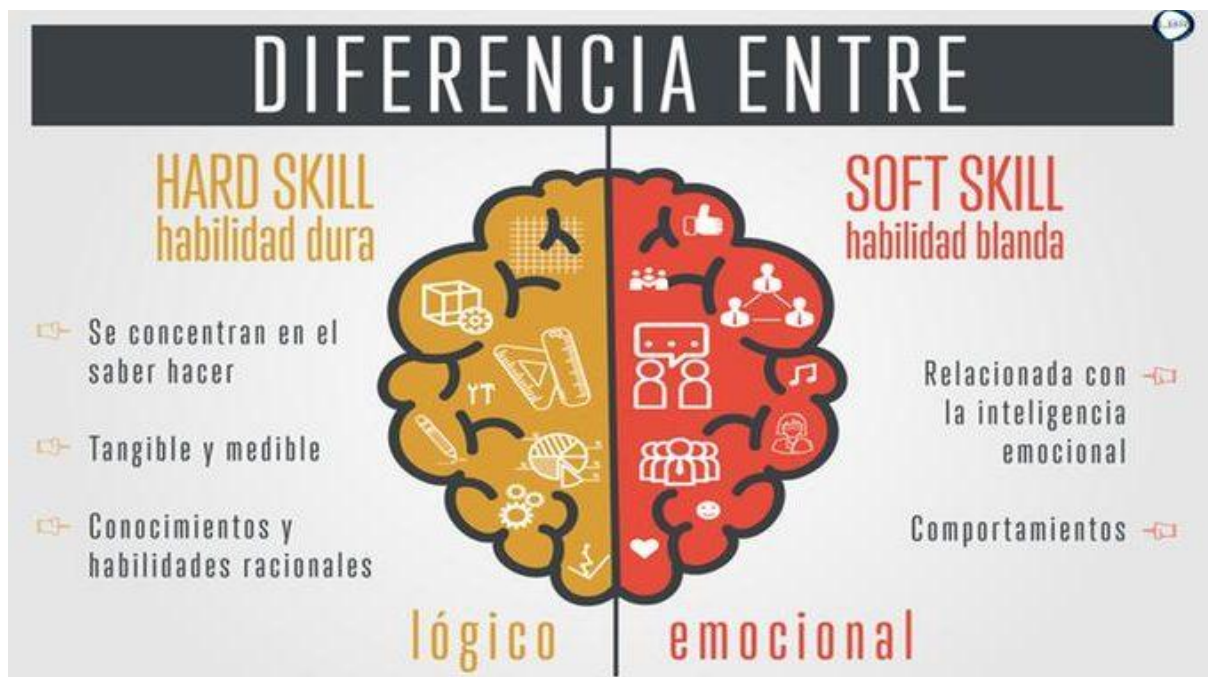 DIFERENCIA ENTRE
HARD SKILL
habilidad dura
Se concentran en el
saber hacer
Tangible y medible
Conocimientos y
habilidades racionales
lógico
SOFT SKILL
habilidad blanda
Relacionada con
la inteligencia
emocional
Comportamientos
emocional